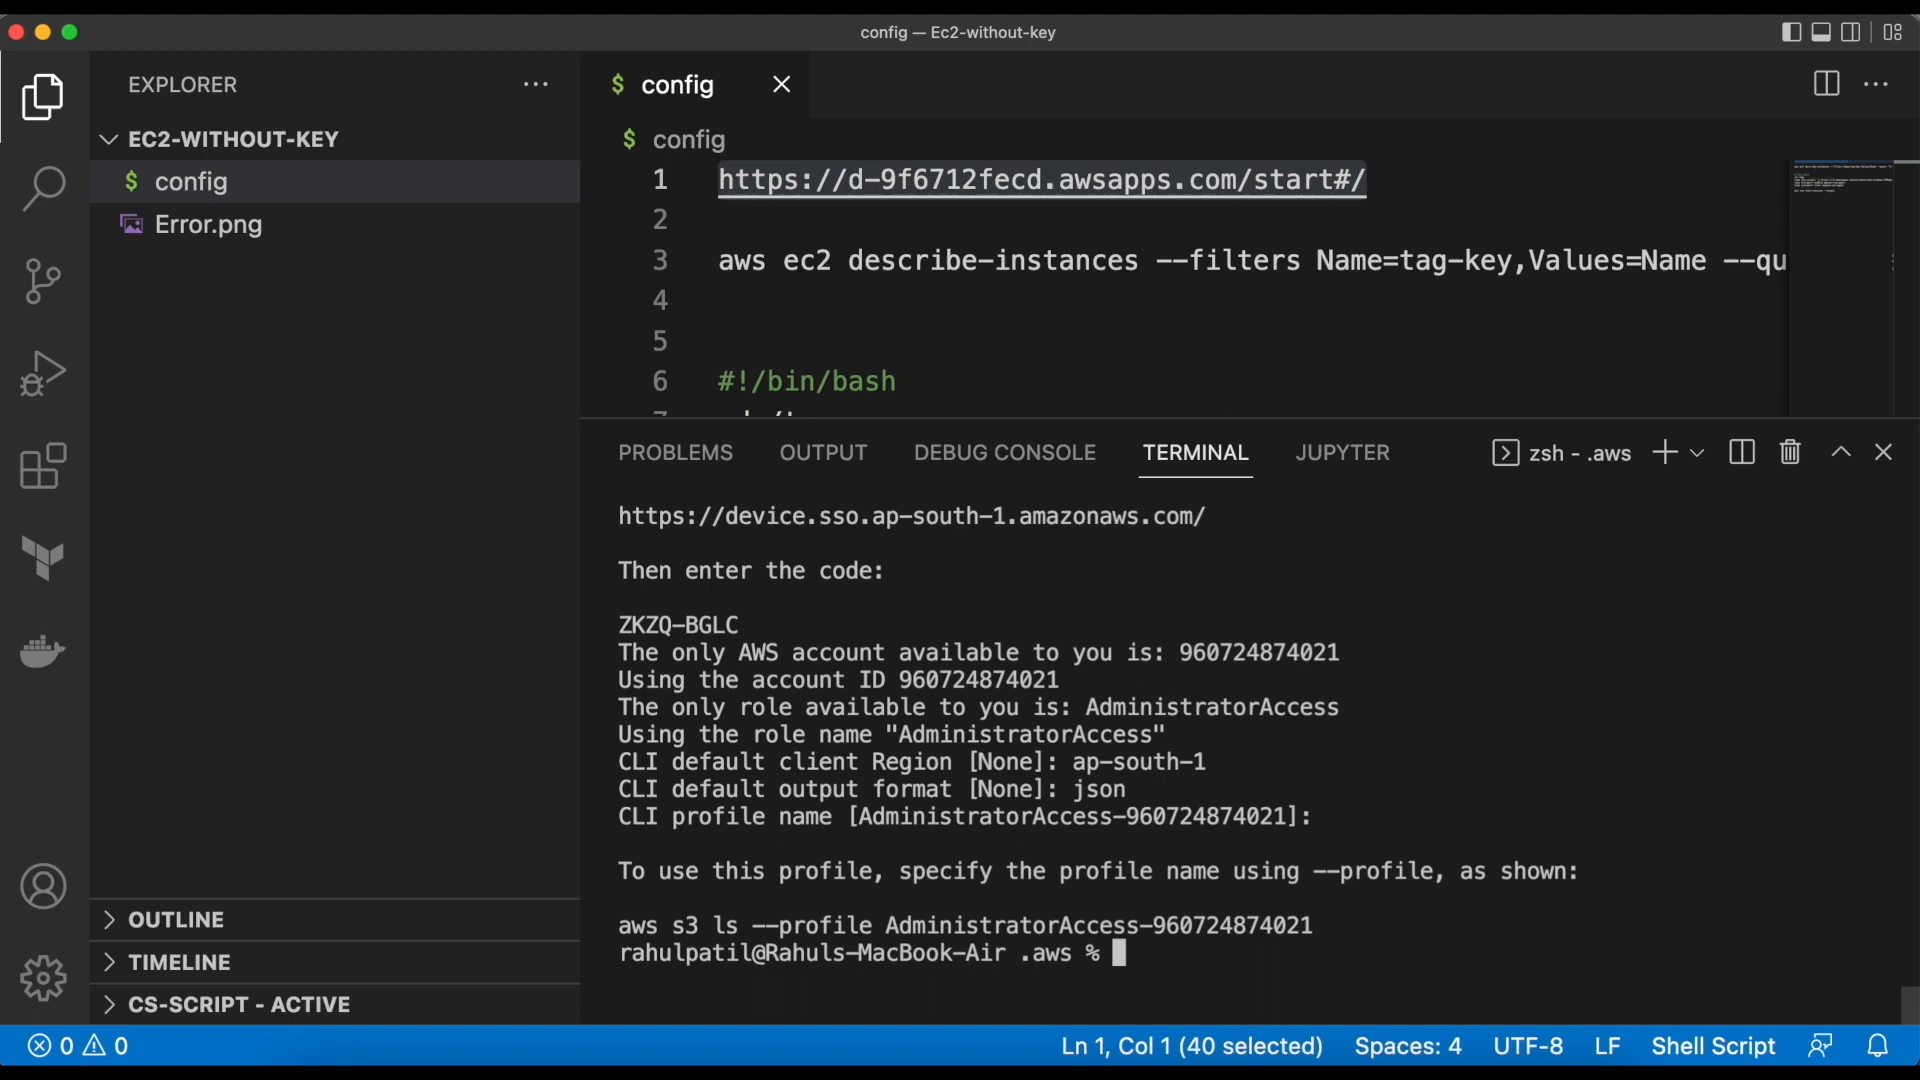 config — Ec2-without-key
EXPLORER
EC2-WITHOUT-KEY
$ config
Error.png
OUTLINE
TIMELINE
CS-SCRIPT - ACTIVE
$ config
$ config
1 https://d-9f6712fecd.awsapps.com/start#/
2
3 aws ec2 describe-instances --filters Name=tag-key,Values=Name --qu
4
5
6 #!/bin/bash
7
PROBLEMS OUTPUT DEBUG CONSOLE TERMINAL JUPYTER zsh - .aws
https://device.sso.ap-south-1.amazonaws.com/
Then enter the code:
ZKZQ-BGLC
The only AWS account available to you is: 960724874021
Using the account ID 960724874021
The only role available to you is: AdministratorAccess
Using the role name "AdministratorAccess"
CLI default client Region [None]: ap-south-1
CLI default output format [None]: json
CLI profile name [AdministratorAccess-960724874021]:
To use this profile, specify the profile name using --profile, as shown:
aws s3 ls --profile AdministratorAccess-960724874021
rahulpatil@Rahuls-MacBook-Air .aws %
0 0 Ln 1, Col 1 (40 selected) Spaces: 4 UTF-8 LF Shell Script